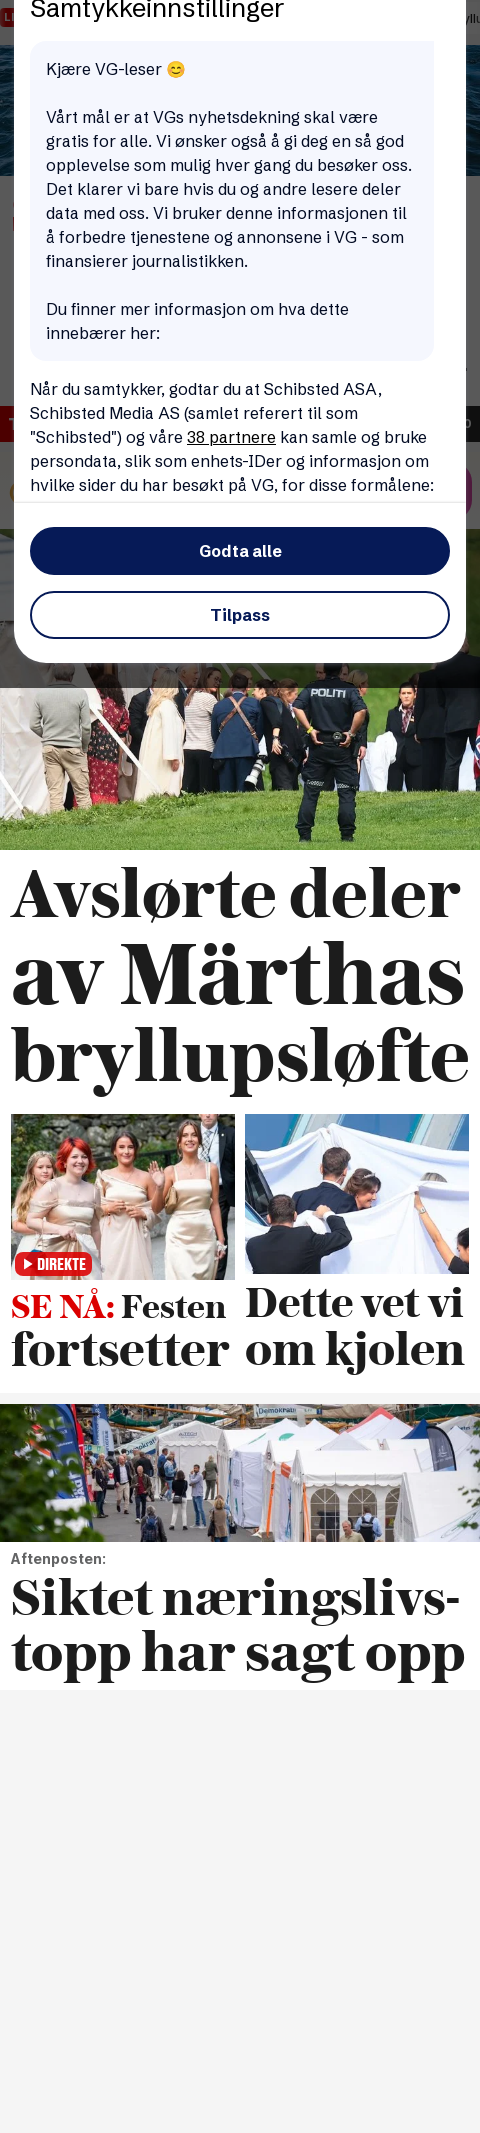 Samtykkeinnstillinger
Kjære VG-leser 😊
Vårt mål er at VGs nyhetsdekning skal være
gratis for alle. Vi ønsker også å gi deg en så god
opplevelse som mulig hver gang du besøker oss.
Det klarer vi bare hvis du og andre lesere deler
data med oss. Vi bruker denne informasjonen til
å forbedre tjenestene og annonsene i VG - som
finansierer journalistikken.
Du finner mer informasjon om hva dette
innebærer her:
Når du samtykker, godtar du at Schibsted ASA,
Schibsted Media AS (samlet referert til som
"Schibsted") og våre 38 partnere kan samle og bruke
persondata, slik som enhets-IDer og informasjon om
hvilke sider du har besøkt på VG, for disse formålene:
Godta alle
Tilpass
POLITI
Avslørte deler
av Märthas
bryllupsløfte
DIREKTE
SE NÅ: Festen
fortsetter
Dette vet vi
om kjolen
Aftenposten:
Siktet næringslivs-
topp har sagt opp